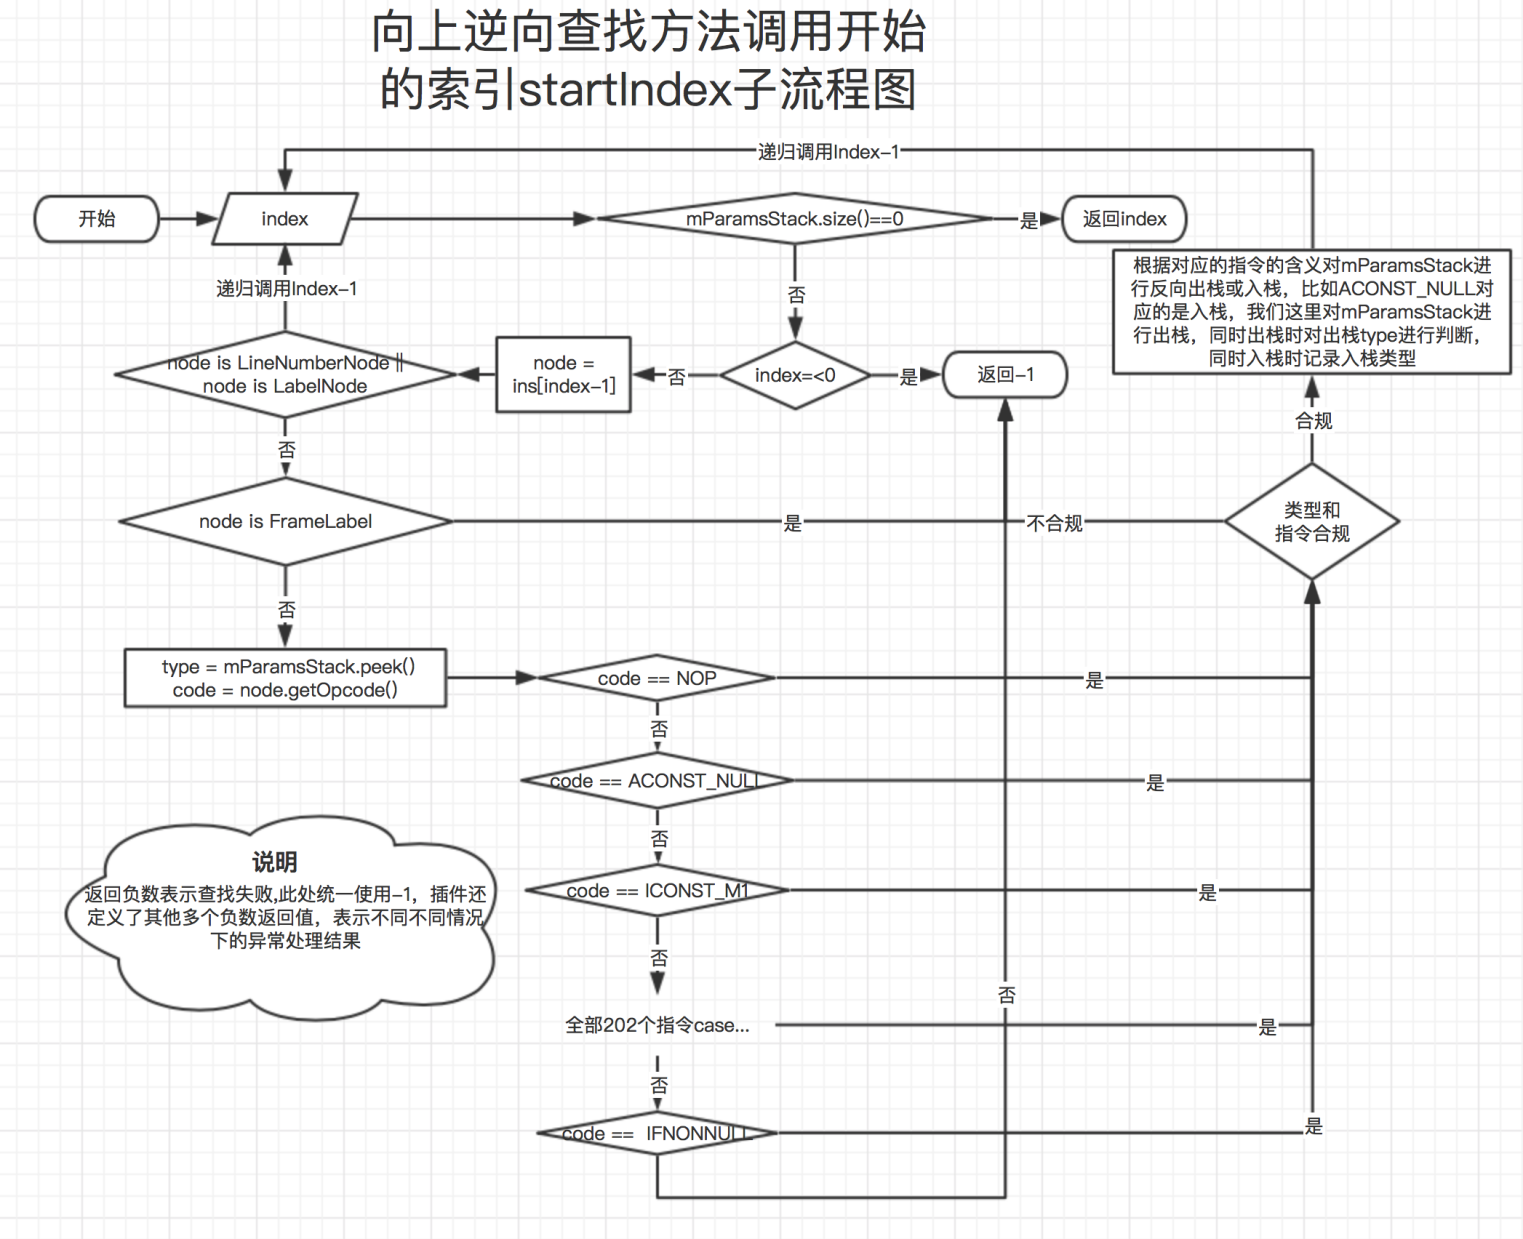 向上逆向查找方法调用开始
的索引startIndex子流程图
递归调用Index-1
开始
index
mParamsStack.size()==0
是
返回index
递归调用Index-1
否
根据对应的指令的含义对mParamsStack进
行反向出栈或入栈，比如ACONST_NULL对
应的是入栈，我们这里对mParamsStack进
行出栈，同时出栈时对出栈type进行判断，
同时入栈时记录入栈类型
node is LineNumberNode ||
node is LabelNode
node =
ins[index-1]
否
index=<0
是
返回-1
合规
否
node is FrameLabel
是
不合规
类型和
指令合规
否
type = mParamsStack.peek()
code = node.getOpcode()
code == NOP
是
否
code == ACONST_NULL
是
否
code == ICONST_M1
是
说明
返回负数表示查找失败,此处统一使用-1，插件还
定义了其他多个负数返回值，表示不同不同情况
下的异常处理结果
否
否
全部202个指令case...
是
否
code ==  IFNONNULL
是